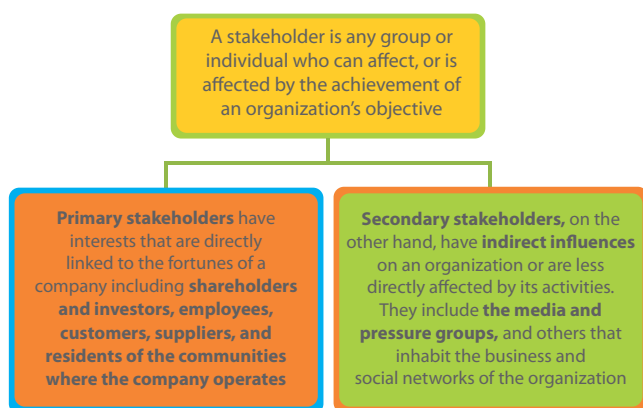 A stakeholder is any group or
individual who can affect, or is
affected by the achievement of
an organization’s objective
Primary stakeholders have
interests that are directly
linked to the fortunes of a
company including shareholders
and investors, employees,
customers, suppliers, and
residents of the communities
where the company operates
Secondary stakeholders, on the
other hand, have indirect influences
on an organization or are less
directly affected by its activities.
They include the media and
pressure groups, and others that
inhabit the business and
social networks of the organization